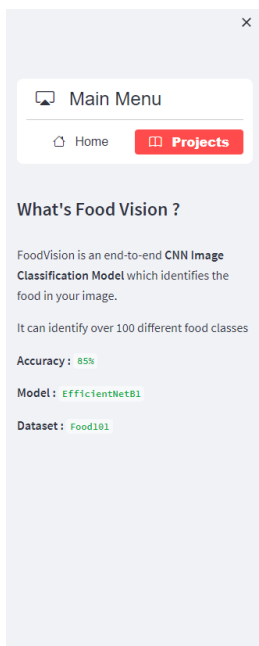 Main Menu
Home
Projects
What's Food Vision ?
FoodVision is an end-to-end CNN Image
Classification Model which identifies the
food in your image.
It can identify over 100 different food classes
Accuracy : 85%
Model : EfficientNetB1
Dataset : Food101